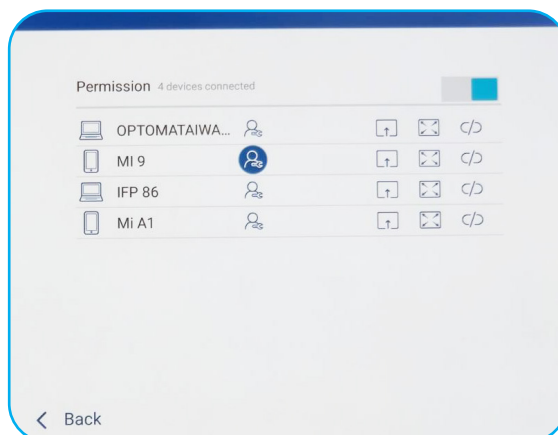 Permission 4 devices connected
OPTOMATAIWA...
MI 9
IFP 86
Mi A1
Back